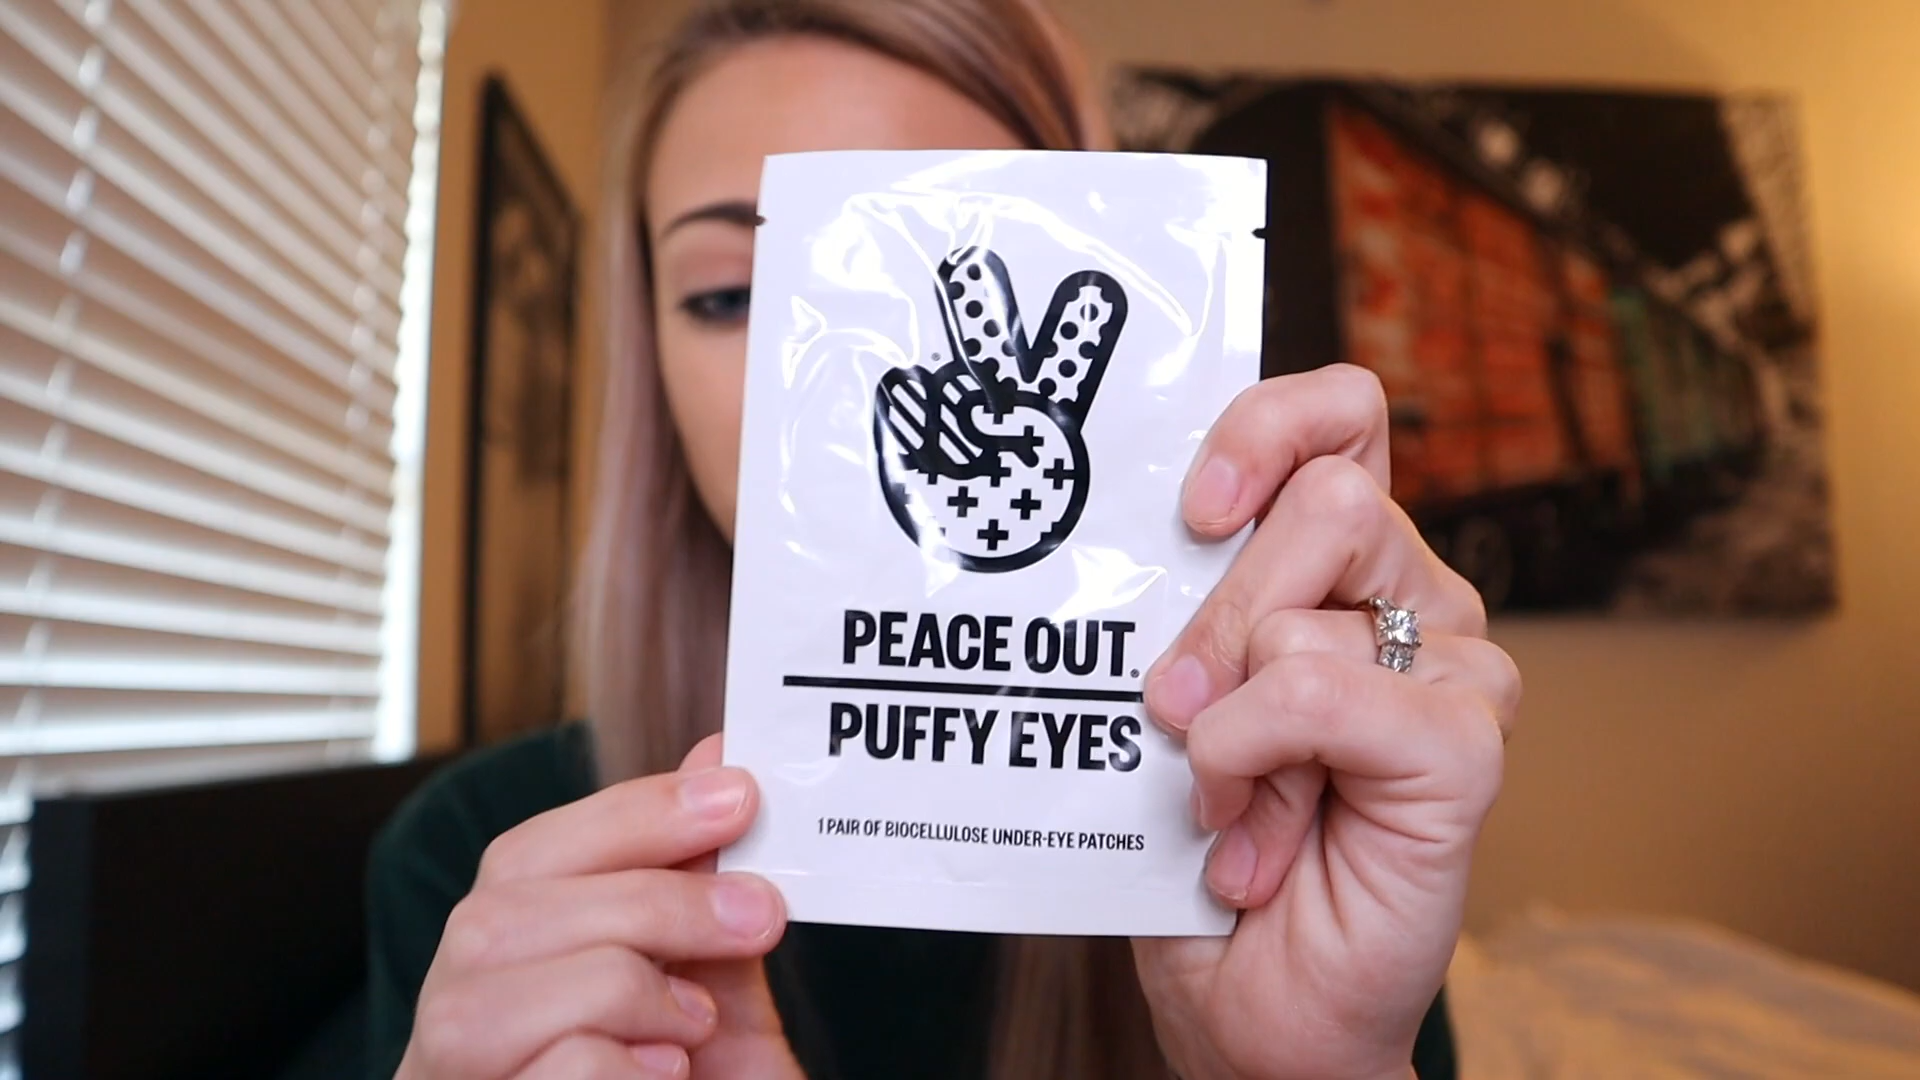 PEACE OUT®
PUFFY EYES
1 PAIR OF BIOCELLULOSE UNDER-EYE PATCHES